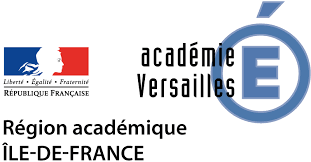 académie
Versailles
É
Liberté • Égalité • Fraternité
RÉPUBLIQUE FRANÇAISE
Région académique
ÎLE-DE-FRANCE